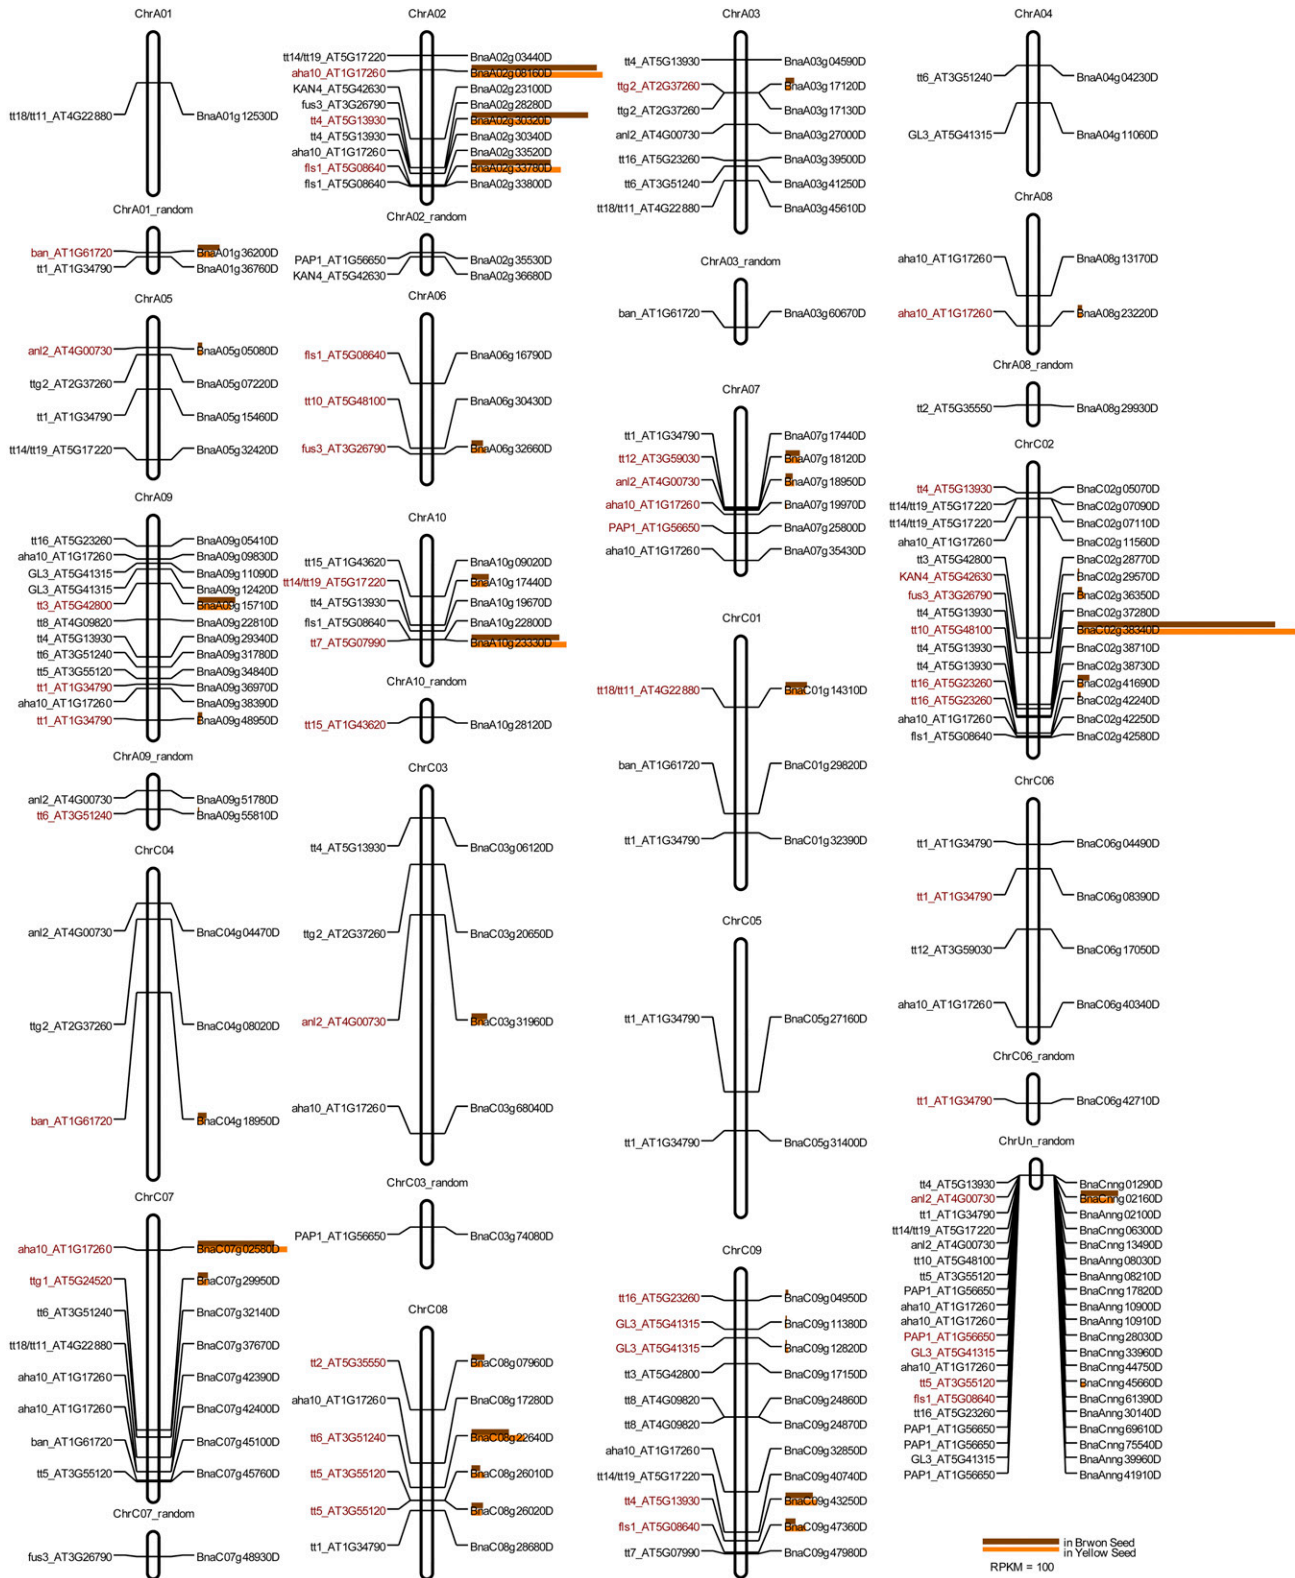 ChrA01
tt18/tt11_AT4G22880 BnaA01g12530D
ChrA01_random
ban_AT1G61720 BnaA01g36200D
tt1_AT1G34790 BnaA01g36760D
ChrA05
anl2_AT4G00730 BnaA05g05080D
ttg2_AT2G37260 BnaA05g07220D
tt1_AT1G34790 BnaA05g15460D
tt14/tt19_AT5G17220 BnaA05g32420D
ChrA09
tt16_AT5G23260 BnaA09g05410D
aha10_AT1G17260 BnaA09g09830D
GL3_AT5G41315 BnaA09g11090D
GL3_AT5G41315 BnaA09g12420D
tt3_AT5G42800 BnaA09g15710D
tt8_AT4G09820 BnaA09g22810D
tt4_AT5G13930 BnaA09g29340D
tt6_AT3G51240 BnaA09g31780D
tt5_AT3G55120 BnaA09g34840D
tt1_AT1G34790 BnaA09g36970D
aha10_AT1G17260 BnaA09g38390D
tt1_AT1G34790 BnaA09g48950D
ChrA09_random
anl2_AT4G00730 BnaA09g51780D
tt6_AT3G51240 BnaA09g55810D
ChrC04
anl2_AT4G00730 BnaC04g04470D
ttg2_AT2G37260 BnaC04g08020D
ban_AT1G61720 BnaC04g18950D
ChrC07
aha10_AT1G17260 BnaC07g02580D
ttg1_AT5G24520 BnaC07g29950D
tt6_AT3G51240 BnaC07g32140D
tt18/tt11_AT4G22880 BnaC07g37670D
aha10_AT1G17260 BnaC07g42390D
aha10_AT1G17260 BnaC07g42400D
ban_AT1G61720 BnaC07g45100D
tt5_AT3G55120 BnaC07g45760D
ChrC07_random
fus3_AT3G26790 BnaC07g48930D
ChrA02
tt14/tt19_AT5G17220 BnaA02g03440D
aha10_AT1G17260 BnaA02g08160D
KAN4_AT5G42630 BnaA02g23100D
fus3_AT3G26790 BnaA02g28280D
tt4_AT5G13930 BnaA02g30320D
tt4_AT5G13930 BnaA02g30340D
aha10_AT1G17260 BnaA02g33520D
fls1_AT5G08640 BnaA02g33780D
fls1_AT5G08640 BnaA02g33800D
ChrA02_random
PAP1_AT1G56650 BnaA02g35530D
KAN4_AT5G42630 BnaA02g36680D
ChrA06
fls1_AT5G08640 BnaA06g16790D
tt10_AT5G48100 BnaA06g30430D
fus3_AT3G26790 BnaA06g32660D
ChrA10
tt15_AT1G43620 BnaA10g09020D
tt14/tt19_AT5G17220 BnaA10g17440D
tt4_AT5G13930 BnaA10g19670D
fls1_AT5G08640 BnaA10g22800D
tt7_AT5G07990 BnaA10g23330D
ChrA10_random
tt15_AT1G43620 BnaA10g28120D
ChrC03
tt4_AT5G13930 BnaC03g06120D
ttg2_AT2G37260 BnaC03g20650D
anl2_AT4G00730 BnaC03g31960D
aha10_AT1G17260 BnaC03g68040D
ChrC03_random
PAP1_AT1G56650 BnaC03g74080D
ChrC08
tt2_AT5G35550 BnaC08g07960D
aha10_AT1G17260 BnaC08g17280D
tt6_AT3G51240 BnaC08g22640D
tt5_AT3G55120 BnaC08g26010D
tt5_AT3G55120 BnaC08g26020D
tt1_AT1G34790 BnaC08g28680D
ChrA03
tt4_AT5G13930 BnaA03g04590D
ttg2_AT2G37260 BnaA03g17120D
ttg2_AT2G37260 BnaA03g17130D
anl2_AT4G00730 BnaA03g27000D
tt16_AT5G23260 BnaA03g39500D
tt6_AT3G51240 BnaA03g41250D
tt18/tt11_AT4G22880 BnaA03g45610D
ChrA03_random
ban_AT1G61720 BnaA03g60670D
ChrA07
tt1_AT1G34790 BnaA07g17440D
tt12_AT3G59030 BnaA07g18120D
anl2_AT4G00730 BnaA07g18950D
aha10_AT1G17260 BnaA07g19970D
PAP1_AT1G56650 BnaA07g25800D
aha10_AT1G17260 BnaA07g35430D
ChrC01
tt18/tt11_AT4G22880 BnaC01g14310D
ban_AT1G61720 BnaC01g29820D
tt1_AT1G34790 BnaC01g32390D
ChrC05
tt1_AT1G34790 BnaC05g27160D
tt1_AT1G34790 BnaC05g31400D
ChrC09
tt16_AT5G23260 BnaC09g04950D
GL3_AT5G41315 BnaC09g11380D
GL3_AT5G41315 BnaC09g12820D
tt3_AT5G42800 BnaC09g17150D
tt8_AT4G09820 BnaC09g24860D
tt8_AT4G09820 BnaC09g24870D
aha10_AT1G17260 BnaC09g32850D
tt14/tt19_AT5G17220 BnaC09g40740D
tt4_AT5G13930 BnaC09g43250D
fls1_AT5G08640 BnaC09g47360D
tt7_AT5G07990 BnaC09g47980D
ChrA04
tt6_AT3G51240 BnaA04g04230D
GL3_AT5G41315 BnaA04g11060D
ChrA08
aha10_AT1G17260 BnaA08g13170D
aha10_AT1G17260 BnaA08g23220D
ChrA08_random
tt2_AT5G35550 BnaA08g29930D
ChrC02
tt4_AT5G13930 BnaC02g05070D
tt14/tt19_AT5G17220 BnaC02g07090D
tt14/tt19_AT5G17220 BnaC02g07110D
aha10_AT1G17260 BnaC02g11560D
tt3_AT5G42800 BnaC02g28770D
KAN4_AT5G42630 BnaC02g29570D
fus3_AT3G26790 BnaC02g36350D
tt4_AT5G13930 BnaC02g37280D
tt10_AT5G48100 BnaC02g38340D
tt4_AT5G13930 BnaC02g38710D
tt4_AT5G13930 BnaC02g38730D
tt16_AT5G23260 BnaC02g41690D
tt16_AT5G23260 BnaC02g42240D
aha10_AT1G17260 BnaC02g42250D
fls1_AT5G08640 BnaC02g42580D
ChrC06
tt1_AT1G34790 BnaC06g04490D
tt1_AT1G34790 BnaC06g08390D
tt12_AT3G59030 BnaC06g17050D
aha10_AT1G17260 BnaC06g40340D
ChrC06_random
tt1_AT1G34790 BnaC06g42710D
ChrUn_random
tt4_AT5G13930 BnaCnng01290D
anl2_AT4G00730 BnaCnng02160D
tt1_AT1G34790 BnaAnng02100D
tt14/tt19_AT5G17220 BnaCnng06300D
anl2_AT4G00730 BnaCnng13490D
tt10_AT5G48100 BnaAnng08030D
tt5_AT3G55120 BnaAnng08210D
PAP1_AT1G56650 BnaCnng17820D
aha10_AT1G17260 BnaAnng10900D
aha10_AT1G17260 BnaAnng10910D
PAP1_AT1G56650 BnaCnng28030D
GL3_AT5G41315 BnaCnng33960D
aha10_AT1G17260 BnaCnng44750D
tt5_AT3G55120 BnaCnng45660D
fls1_AT5G08640 BnaCnng61390D
tt16_AT5G23260 BnaAnng30140D
PAP1_AT1G56650 BnaCnng69610D
PAP1_AT1G56650 BnaCnng75540D
GL3_AT5G41315 BnaAnng39960D
PAP1_AT1G56650 BnaAnng41910D
in Brwon Seed
in Yellow Seed
RPKM = 100